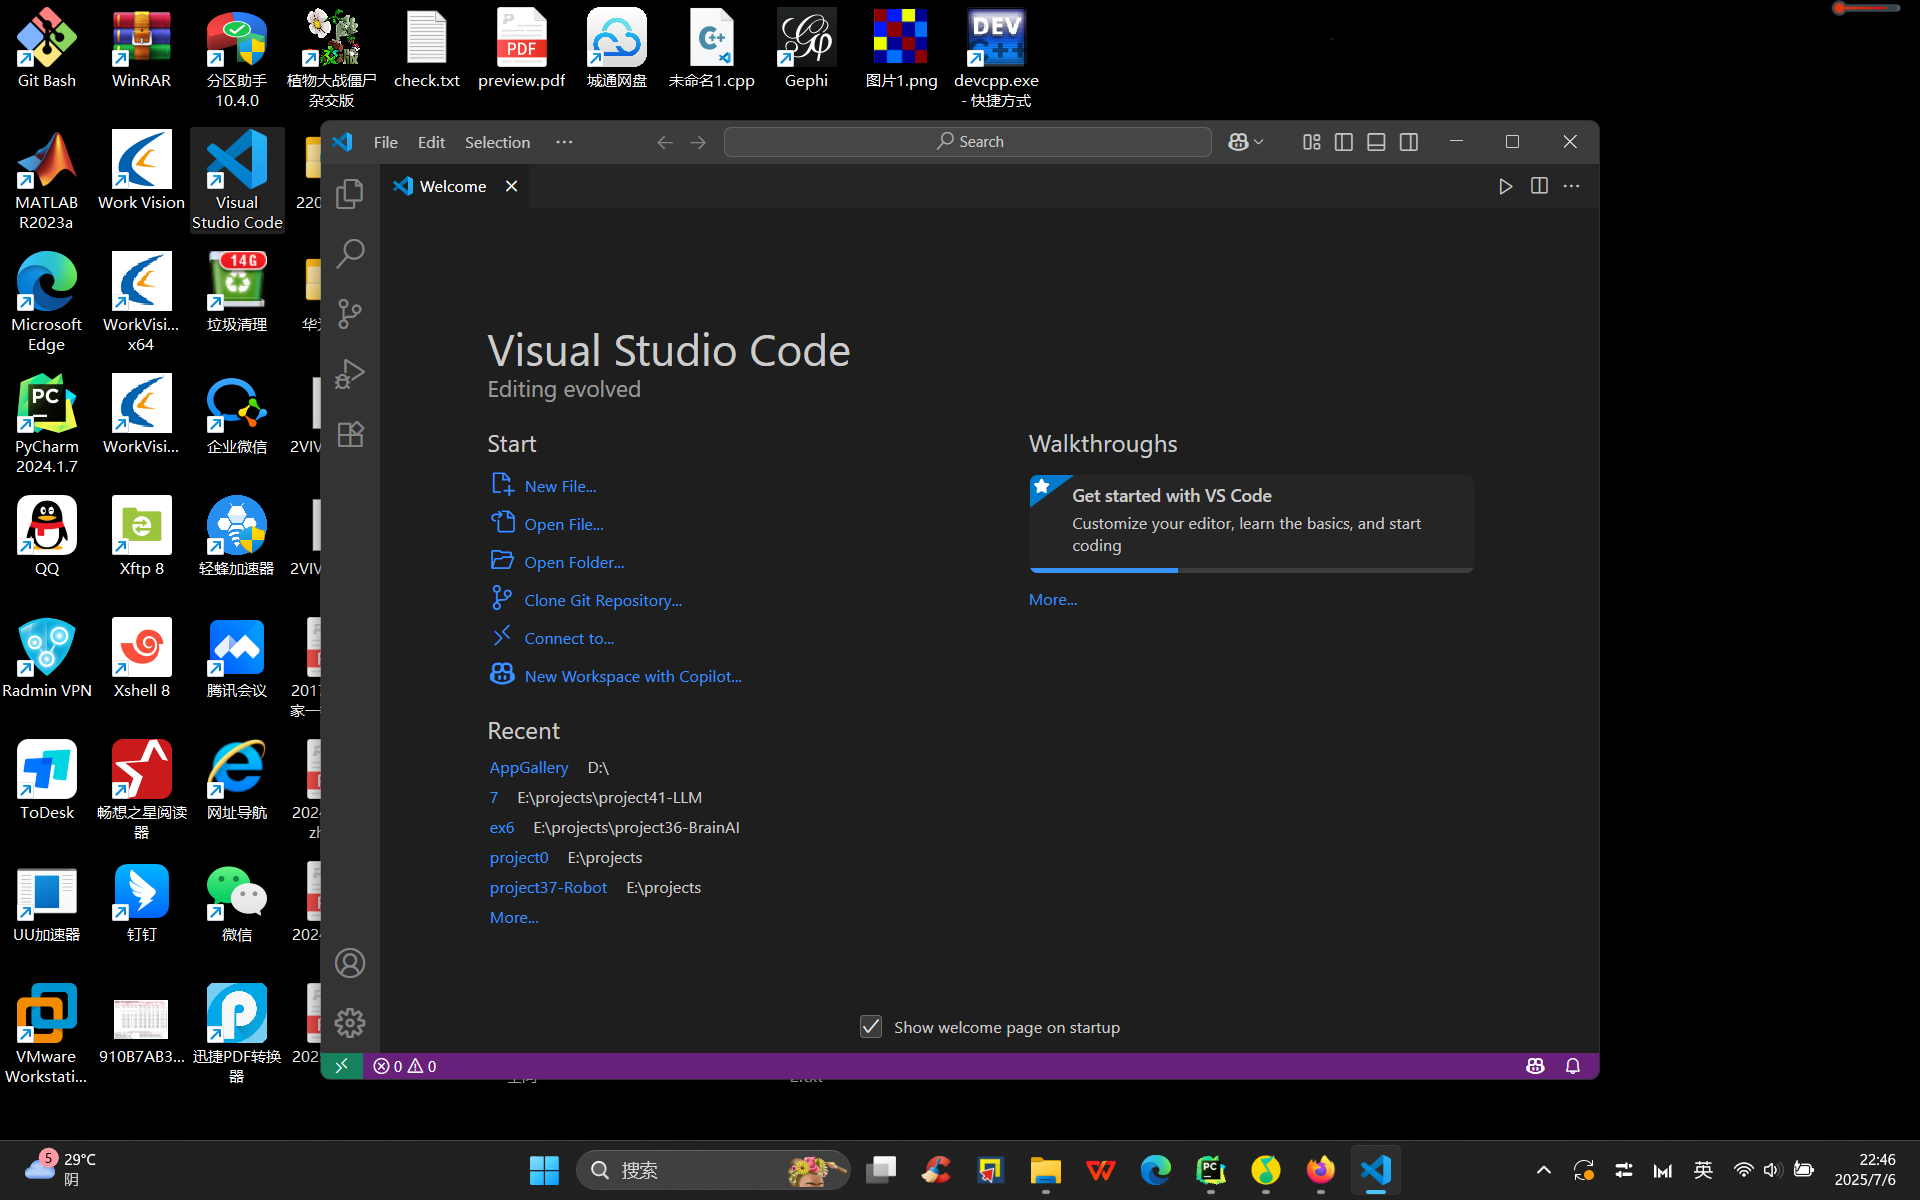 Git Bash
WinRAR
分区助手
10.4.0
植物大战僵尸
杂交版
check.txt
PDF
preview.pdf
城通网盘
C++
未命名1.cpp
Gephi
图片1.png
DEV
C++
devcpp.exe
- 快捷方式
MATLAB
R2023a
Work Vision
Visual
Studio Code
220
Microsoft
Edge
WorkVisi...
x64
14G
垃圾清理
PC
PyCharm
2024.1.7
WorkVisi...
企业微信
2VIV
QQ
Xftp 8
轻蜂加速器
2VIV
Radmin VPN
Xshell 8
腾讯会议
2017
家一
ToDesk
畅想之星阅读
器
网址导航
2024
zh
UU加速器
钉钉
微信
2024
VMware
Workstati...
910B7AB3...
迅捷PDF转换
器
202
File
Edit
Selection
Search
Welcome
Visual Studio Code
Editing evolved
Start
New File...
Open File...
Open Folder...
Clone Git Repository...
Connect to...
New Workspace with Copilot...
Recent
AppGallery D:\
7 E:\projects\project41-LLM
ex6 E:\projects\project36-BrainAI
project0 E:\projects
project37-Robot E:\projects
More...
Walkthroughs
Get started with VS Code
Customize your editor, learn the basics, and start
coding
More...
Show welcome page on startup
0 0
5
29°C
阴
搜索
PC
英
22:46
2025/7/6